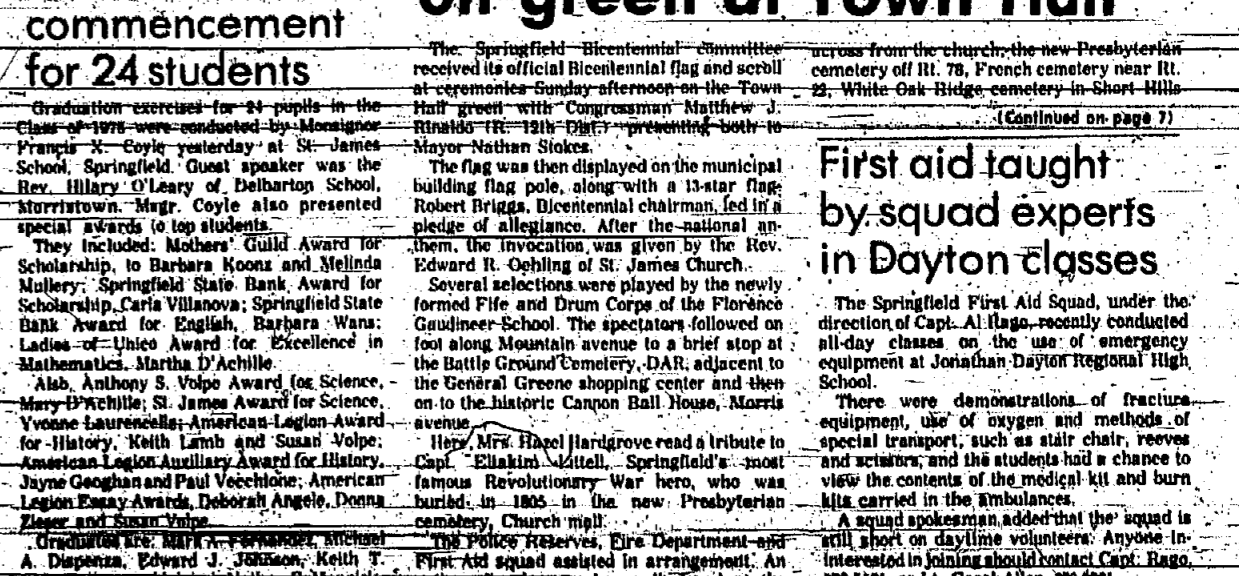 commencement
for 24 students
Graduation exercises for 24 pupils in the
Class of 1975 were conducted by Monsignor
Francis X. Coyle yesterday at St. James
School, Springfield. Guest speaker was the
Rev. Hilary O'Leary of Delbarton School,
Morristown. Msgr. Coyle also presented
special awards to top students.
They included: Mothers' Guild Award for
Scholarship, to Barbara Koonz and Melinda
Mullery; Springfield State Bank Award for
Scholarship, Carla Villanova; Springfield State
Bank Award for English, Barbara Wans;
Ladies of Unico Award for Excellence in
Mathematics, Martha D'Achille.
Also, Anthony S. Volpe Award for Science,
Mary D'Achille; St. James Award for Science,
Yvonne Laurencelle; American Legion Award
for History, Keith Lamb and Susan Volpe;
American Legion Auxiliary Award for History,
Jayne Geoghan and Paul Vecchione; American
Legion Essay Awards, Deborah Angelo, Donna
Zieser and Susan Volpe.
Graduates are: Mark A. Fernandez, Michael
A. Dispenza, Edward J. Johnson, Keith T.
on green at Town Hall
The Springfield Bicentennial committee
received its official Bicentennial flag and scroll
at ceremonies Sunday afternoon on the Town
Hall green with Congressman Matthew J.
Rinaldo (R. 12th Dist.) presenting both to
Mayor Nathan Stokes.
The flag was then displayed on the municipal
building flag pole, along with a 13-star flag.
Robert Briggs, Bicentennial chairman, led in a
pledge of allegiance. After the national an-
them, the invocation was given by the Rev.
Edward R. Oehling of St. James Church.
Several selections were played by the newly
formed Fife and Drum Corps of the Florence
Gaudineer School. The spectators followed on
foot along Mountain avenue to a brief stop at
the Battle Ground Cemetery, DAR, adjacent to
the General Greene shopping center and then
on to the historic Cannon Ball House, Morris
avenue.
Here, Mrs. Hazel Hardgrove read a tribute to
Capt. Eliakim Littell, Springfield's most
famous Revolutionary War hero, who was
buried in 1805 in the new Presbyterian
cemetery, Church mall.
The Police Reserves, Fire Department and
First Aid squad assisted in arrangement. An
across from the church; the new Presbyterian
cemetery off Rt. 78, French cemetery near Rt.
22, White Oak Ridge cemetery in Short Hills
(Continued on page 7)
First aid taught
by squad experts
in Dayton classes
The Springfield First Aid Squad, under the
direction of Capt. Al Rago, recently conducted
all-day classes on the use of emergency
equipment at Jonathan Dayton Regional High
School.
There were demonstrations of fracture
equipment, use of oxygen and methods of
special transport, such as stair chair, reeves
and scissors, and the students had a chance to
view the contents of the medical kit and burn
kits carried in the ambulances.
A squad spokesman added that the squad is
still short on daytime volunteers. Anyone in-
interested in joining should contact Capt. Rago,